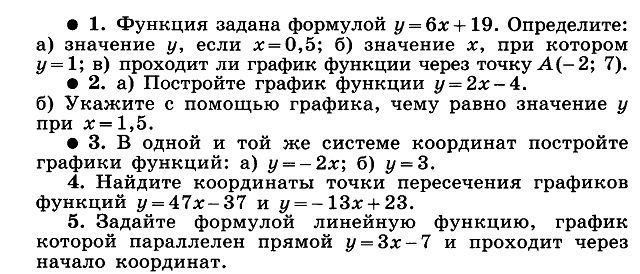 ● 1. Функция задана формулой y=6x+19. Определите:
а) значение y, если x=0,5; б) значение x, при котором
y=1; в) проходит ли график функции через точку A(−2; 7).
● 2. а) Постройте график функции y=2x−4.
б) Укажите с помощью графика, чему равно значение y
при x=1,5.
● 3. В одной и той же системе координат постройте
графики функций: а) y=−2x; б) y=3.
4. Найдите координаты точки пересечения графиков
функций y=47x−37 и y=−13x+23.
5. Задайте формулой линейную функцию, график
которой параллелен прямой y=3x−7 и проходит через
начало координат.